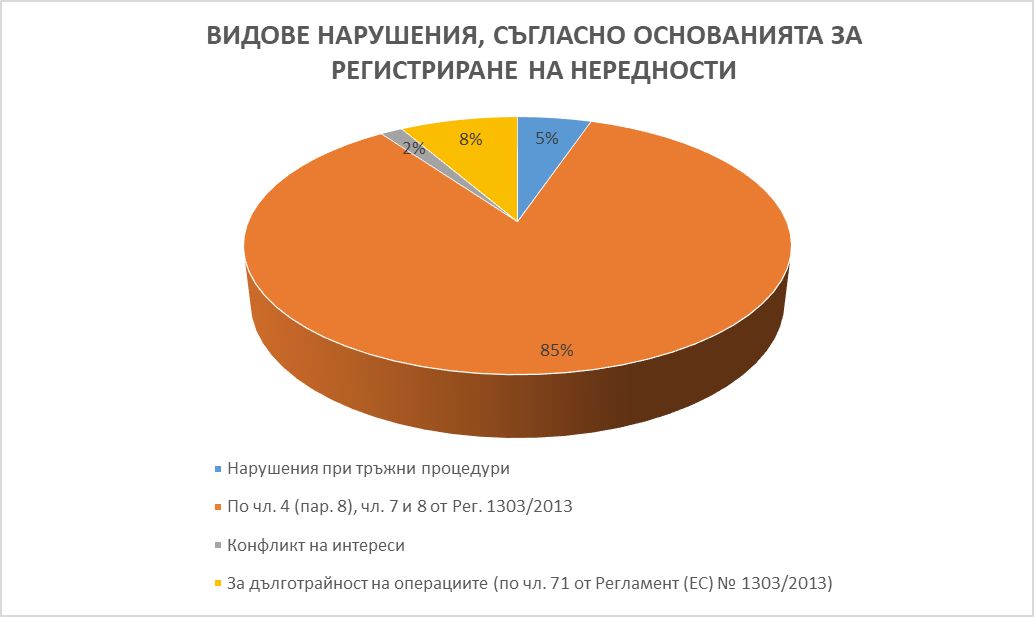 ВИДОВЕ НАРУШЕНИЯ, СЪГЛАСНО ОСНОВАНИЯТА ЗА
РЕГИСТРИРАНЕ НА НЕРЕДНОСТИ
5%
8%
2%
85%
Нарушения при тръжни процедури
По чл. 4 (пар. 8), чл. 7 и 8 от Рег. 1303/2013
Конфликт на интереси
За дълготрайност на операциите (по чл. 71 от Регламент (ЕС) № 1303/2013)